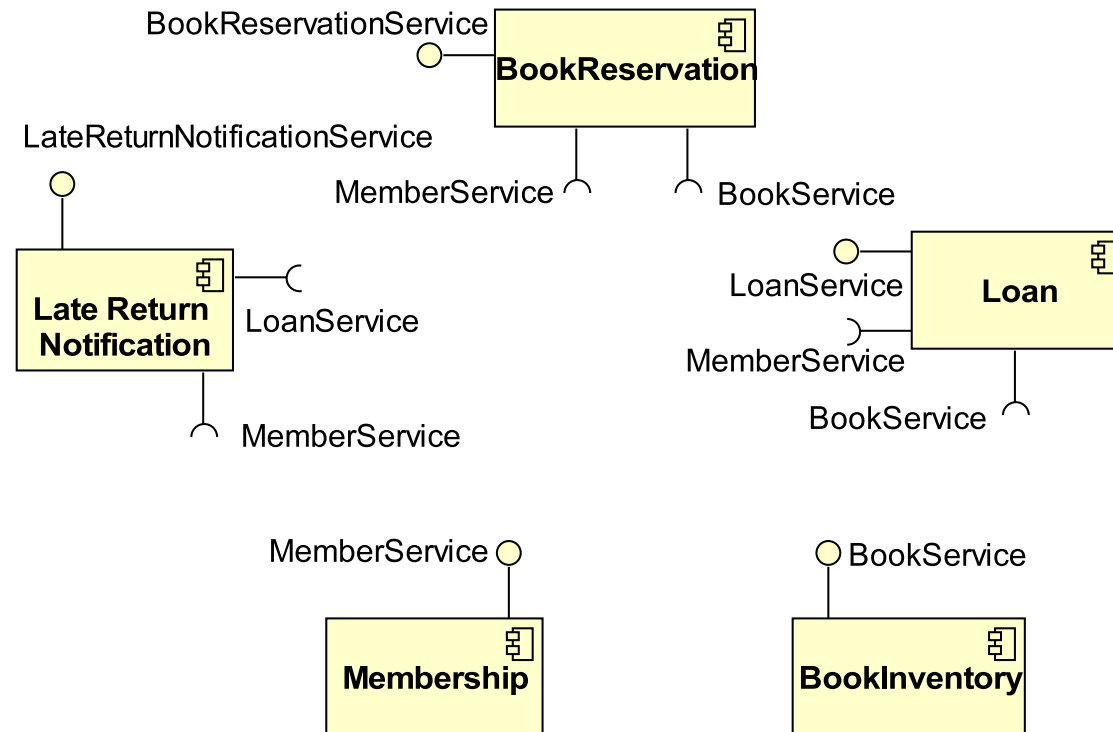 BookReservationService
BookReservation
LateReturnNotificationService
MemberService
BookService
Late Return
Notification
LoanService
MemberService
LoanService
Loan
MemberService
BookService
MemberService
Membership
BookService
BookInventory